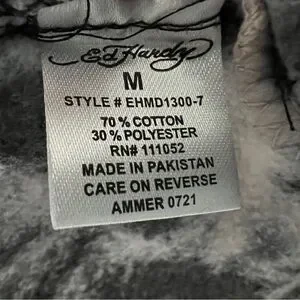 Ed Hardy
M
STYLE # EHMD1300-7
70 % COTTON
30 % POLYESTER
RN# 111052
MADE IN PAKISTAN
CARE ON REVERSE
AMMER 0721